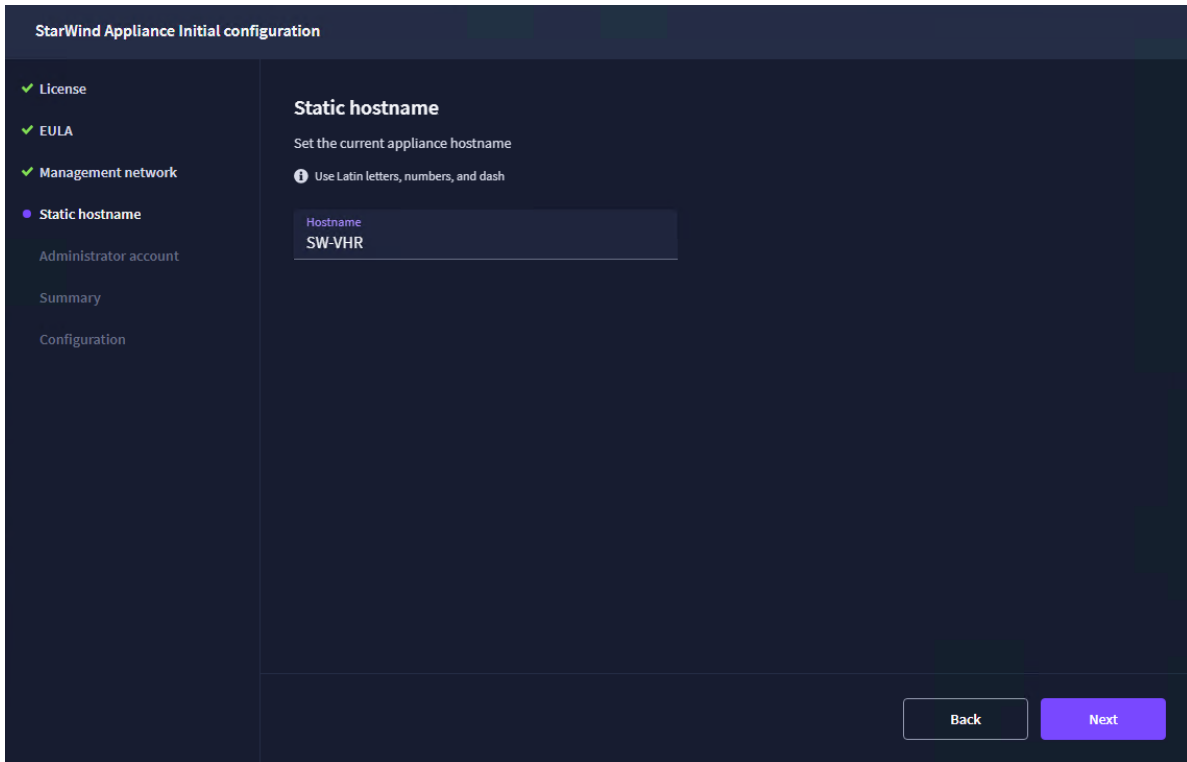 StarWind Appliance Initial configuration
License
EULA
Management network
Static hostname
Administrator account
Summary
Configuration
Static hostname
Set the current appliance hostname
Use Latin letters, numbers, and dash
Hostname
SW-VHR
Back
Next